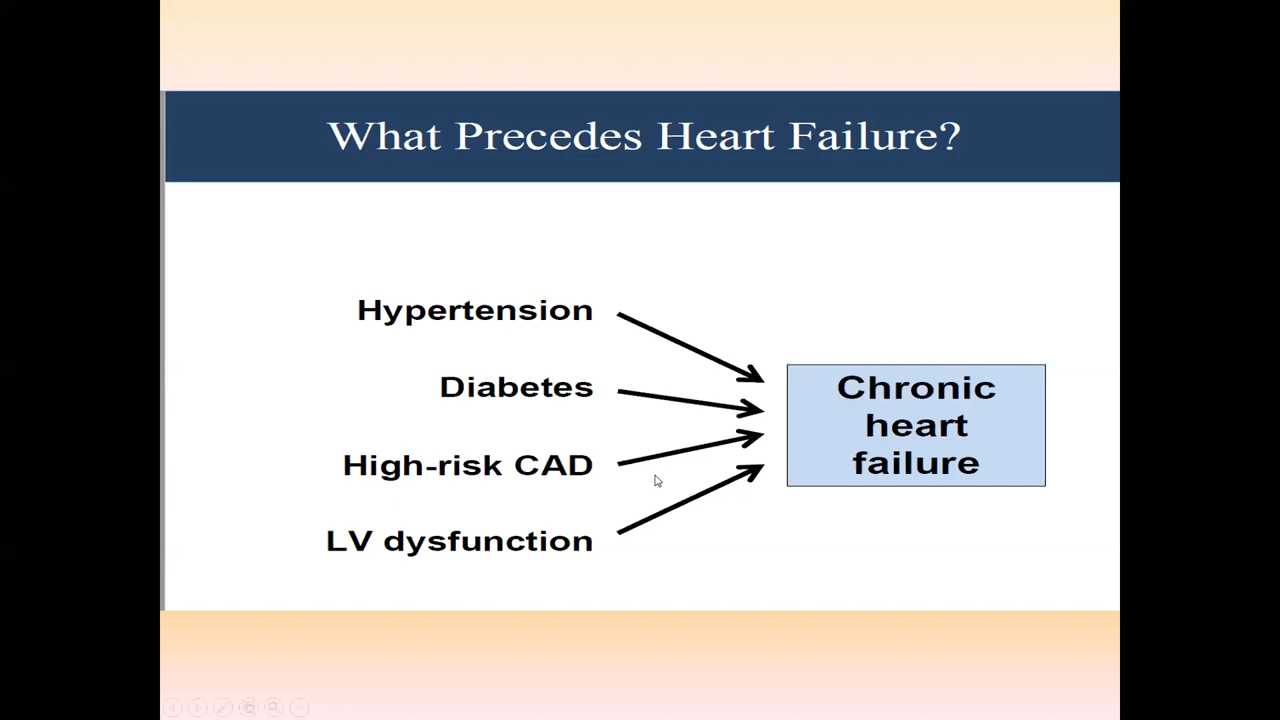 What Precedes Heart Failure?
Hypertension
Diabetes
High-risk CAD
LV dysfunction
Chronic
heart
failure